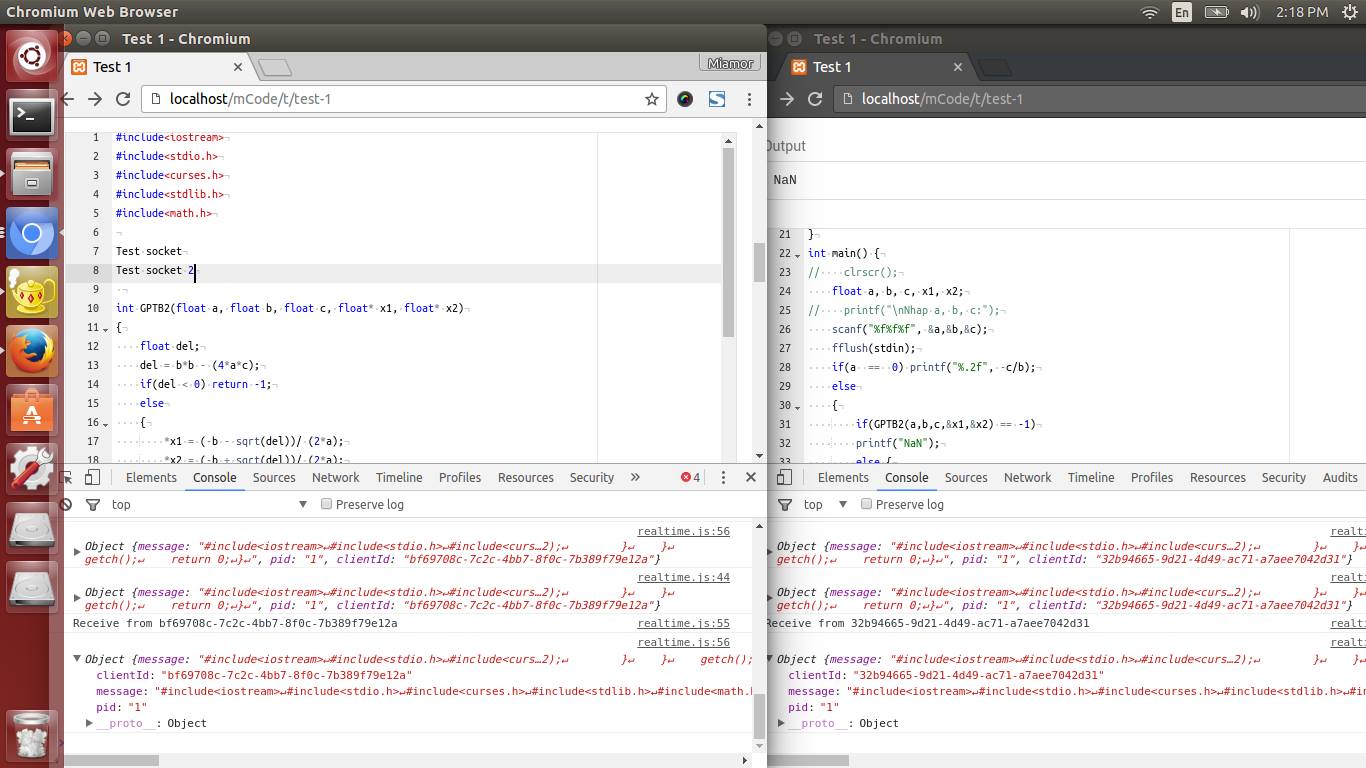 Chromium Web Browser
En
2:18 PM
Test 1 - Chromium
Test 1
Miamor
localhost/mCode/t/test-1
1 #include<iostream>
2 #include<stdio.h>
3 #include<curses.h>
4 #include<stdlib.h>
5 #include<math.h>
6
7 Test socket
8 Test socket 2
9
10 int GPTB2(float a, float b, float c, float* x1, float* x2)
11 {
12 float del;
13 del = b*b - (4*a*c);
14 if(del < 0) return -1;
15 else
16 {
17 *x1 = (-b - sqrt(del))/ (2*a);
18 *x2 = (-b + sqrt(del))/ (2*a);
Elements Console Sources Network Timeline Profiles Resources Security » 4
top Preserve log
realtime.js:56
Object {message: "#include<iostream>↵#include<stdio.h>↵#include<curs…2);↵ }↵ }↵
getch();↵ return 0;↵}↵", pid: "1", clientId: "bf69708c-7c2c-4bb7-8f0c-7b389f79e12a"}
realtime.js:44
Object {message: "#include<iostream>↵#include<stdio.h>↵#include<curs…2);↵ }↵ }↵
getch();↵ return 0;↵}↵", pid: "1", clientId: "bf69708c-7c2c-4bb7-8f0c-7b389f79e12a"}
Receive from bf69708c-7c2c-4bb7-8f0c-7b389f79e12a realtime.js:55
realtime.js:56
Object {message: "#include<iostream>↵#include<stdio.h>↵#include<curs…2);↵ }↵ }↵ getch();
clientId: "bf69708c-7c2c-4bb7-8f0c-7b389f79e12a"
message: "#include<iostream>↵#include<stdio.h>↵#include<curses.h>↵#include<stdlib.h>↵#include<math.h
pid: "1"
__proto__: Object
Test 1 - Chromium
Test 1
localhost/mCode/t/test-1
Output
NaN
21 }
22 int main() {
23 // clrscr();
24 float a, b, c, x1, x2;
25 // printf("\nNhap a, b, c:");
26 scanf("%f%f%f", &a,&b,&c);
27 fflush(stdin);
28 if(a == 0) printf("%.2f", -c/b);
29 else
30 {
31 if(GPTB2(a,b,c,&x1,&x2) == -1)
32 printf("NaN");
33 else {
Elements Console Sources Network Timeline Profiles Resources Security Audits
top Preserve log
realt
Object {message: "#include<iostream>↵#include<stdio.h>↵#include<curs…2);↵ }↵ }↵
getch();↵ return 0;↵}↵", pid: "1", clientId: "32b94665-9d21-4d49-ac71-a7aee7042d31"}
realt
Object {message: "#include<iostream>↵#include<stdio.h>↵#include<curs…2);↵ }↵ }↵
getch();↵ return 0;↵}↵", pid: "1", clientId: "32b94665-9d21-4d49-ac71-a7aee7042d31"}
Receive from 32b94665-9d21-4d49-ac71-a7aee7042d31 realt
realt
Object {message: "#include<iostream>↵#include<stdio.h>↵#include<curs…2);↵ }↵ }↵
clientId: "32b94665-9d21-4d49-ac71-a7aee7042d31"
message: "#include<iostream>↵#include<stdio.h>↵#include<curses.h>↵#include<stdlib.h>↵#in
pid: "1"
__proto__: Object